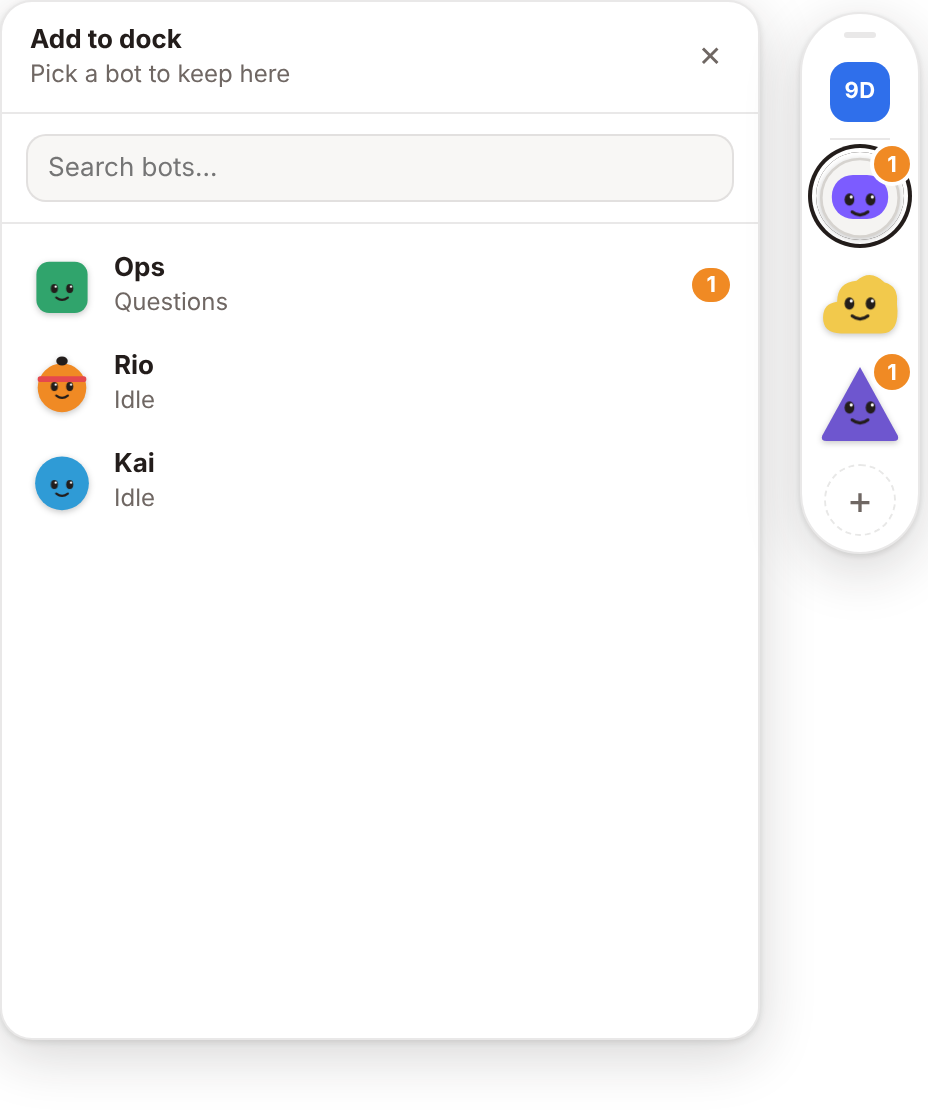 Add to dock
Pick a bot to keep here
Search bots...
Ops
Questions
1
Rio
Idle
Kai
Idle
9D
1
1
+